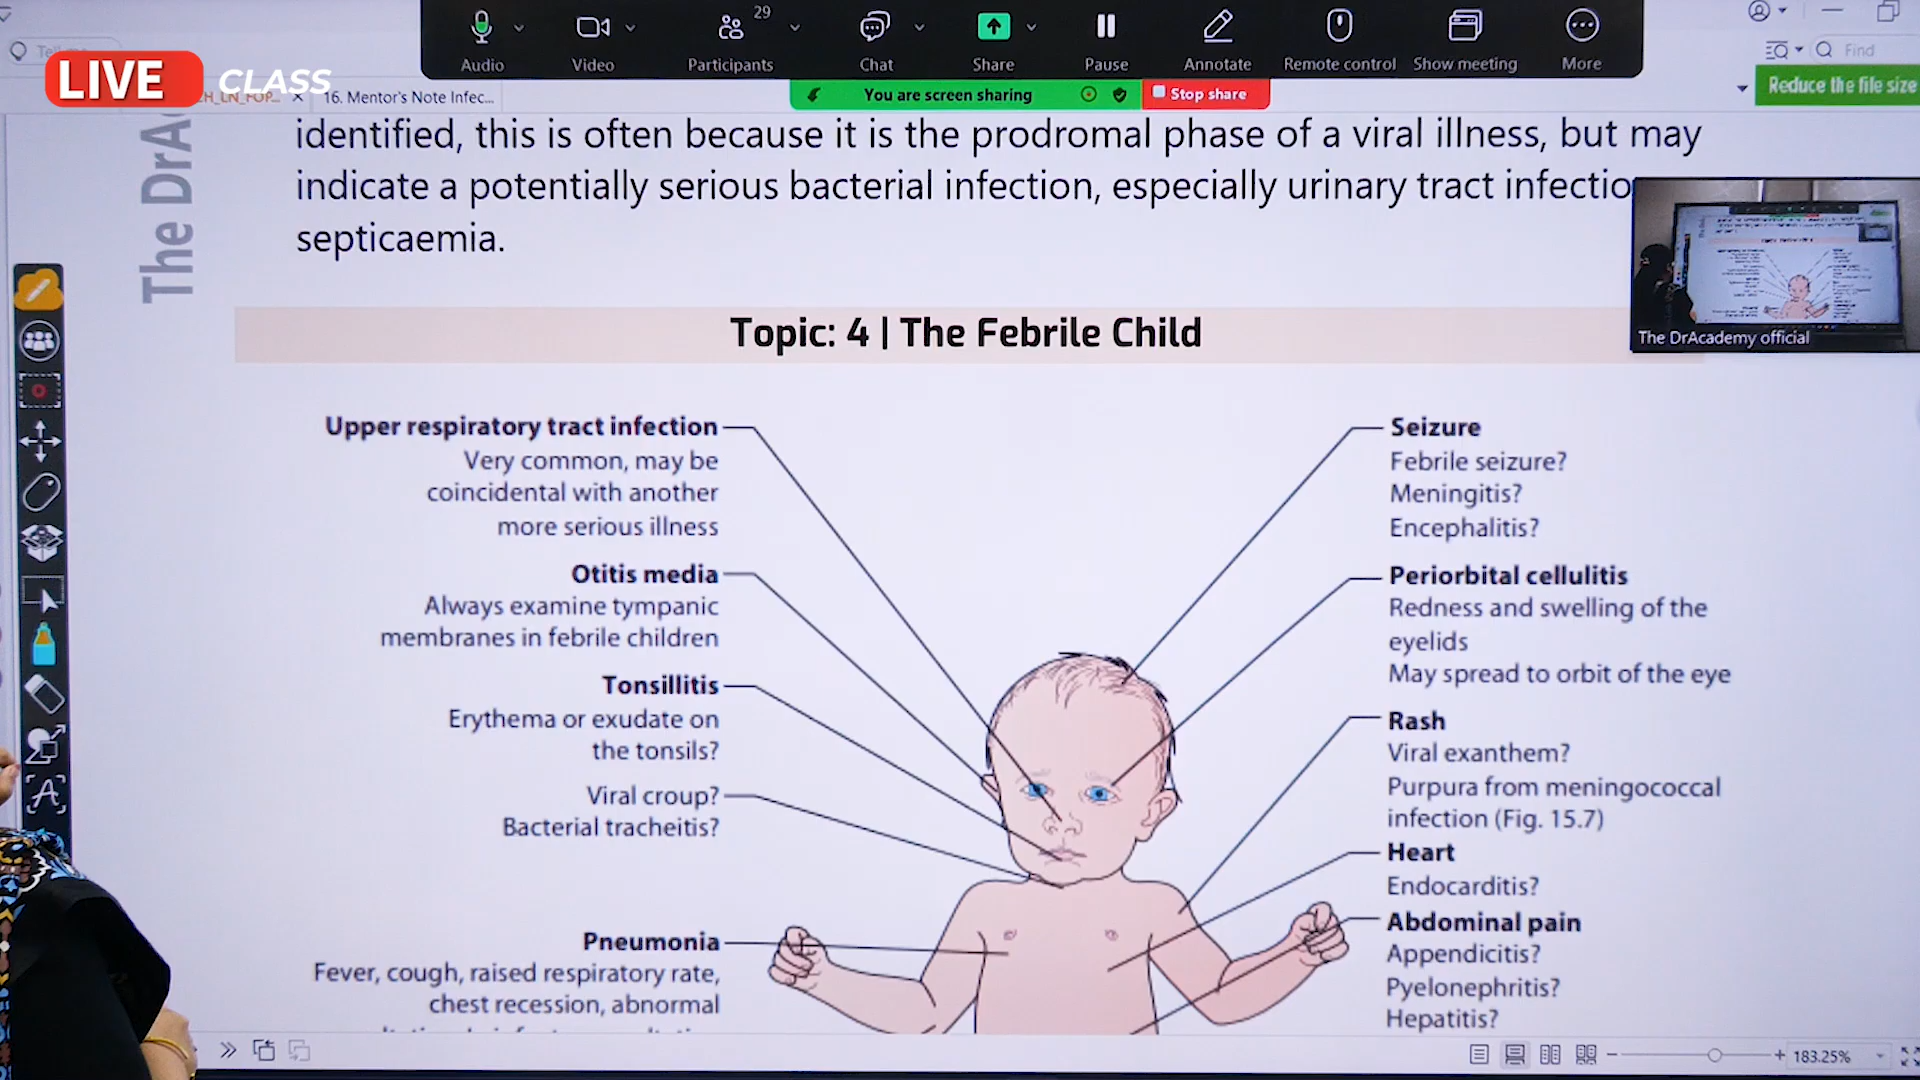 29
Audio
Video
Participants
Chat
Share
Pause
Annotate
Remote control
Show meeting
More
LIVE CLASS
Find
16. Mentor's Note Infec...
You are screen sharing
Stop share
Reduce the file size
The DrA
identified, this is often because it is the prodromal phase of a viral illness, but may
indicate a potentially serious bacterial infection, especially urinary tract infectio
septicaemia.
The DrAcademy official
Topic: 4 | The Febrile Child
Upper respiratory tract infection
Very common, may be
coincidental with another
more serious illness
Otitis media
Always examine tympanic
membranes in febrile children
Tonsillitis
Erythema or exudate on
the tonsils?
Viral croup?
Bacterial tracheitis?
Pneumonia
Fever, cough, raised respiratory rate,
chest recession, abnormal
Seizure
Febrile seizure?
Meningitis?
Encephalitis?
Periorbital cellulitis
Redness and swelling of the
eyelids
May spread to orbit of the eye
Rash
Viral exanthem?
Purpura from meningococcal
infection (Fig. 15.7)
Heart
Endocarditis?
Abdominal pain
Appendicitis?
Pyelonephritis?
Hepatitis?
183.25%